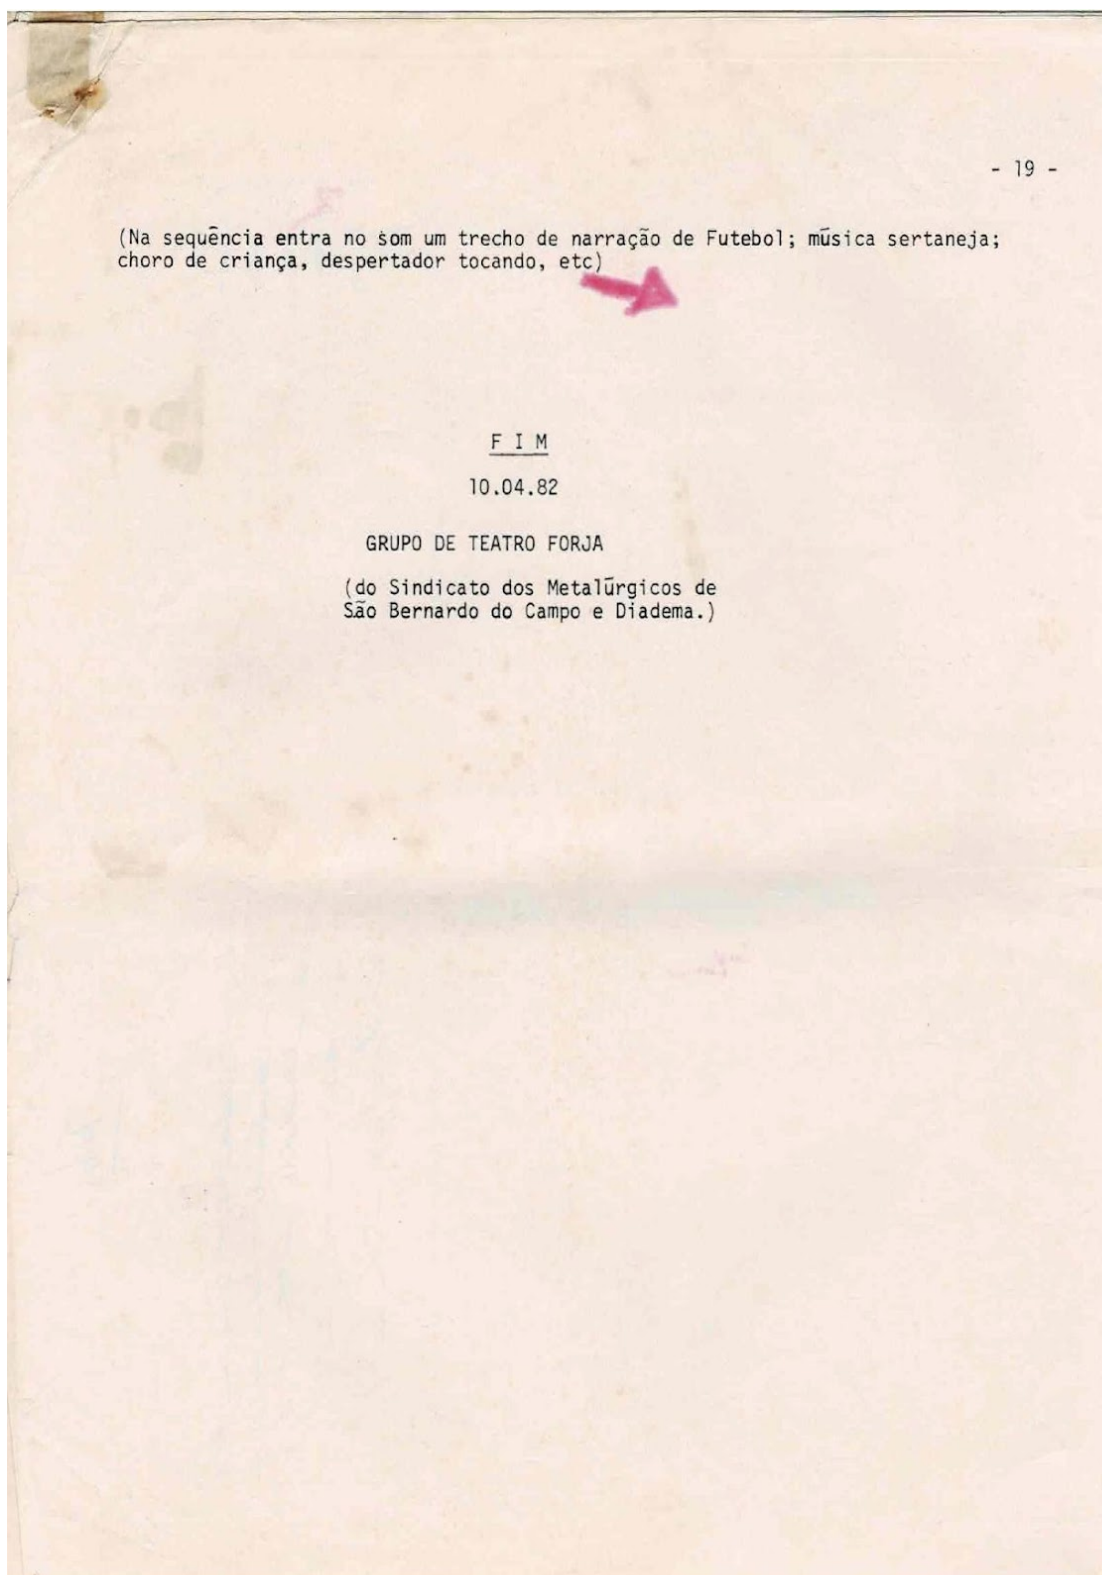 - 19 -
(Na sequência entra no som um trecho de narração de Futebol; música sertaneja;
choro de criança, despertador tocando, etc)
F I M
10.04.82
GRUPO DE TEATRO FORJA
(do Sindicato dos Metalúrgicos de
São Bernardo do Campo e Diadema.)